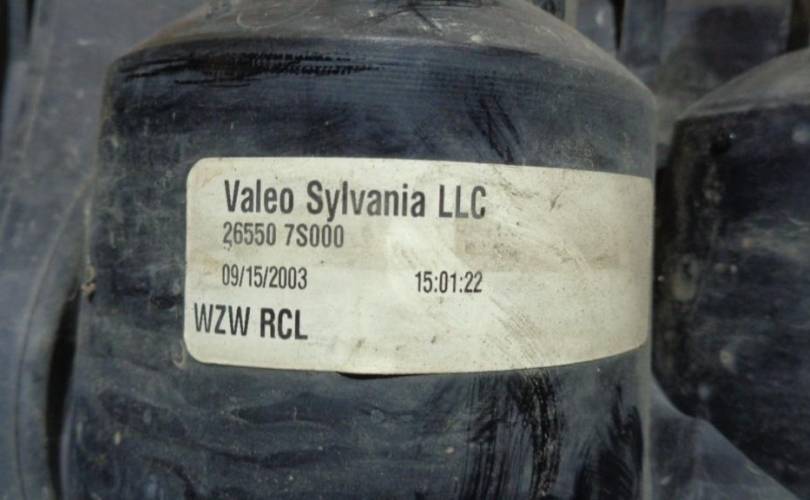 Valeo Sylvania LLC
26550 7S000
09/15/2003 15:01:22
WZW RCL